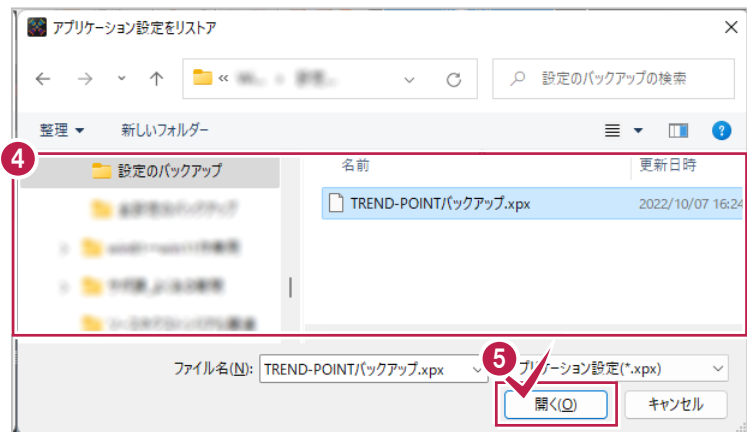 アプリケーション設定をリストア
設定のバックアップの検索
整理 新しいフォルダー
4
設定のバックアップ
名前 更新日時
TREND-POINTバックアップ.xpx 2022/10/07 16:24
ファイル名(N): TREND-POINTバックアップ.xpx
プリケーション設定(*.xpx)
5
開く(O) キャンセル